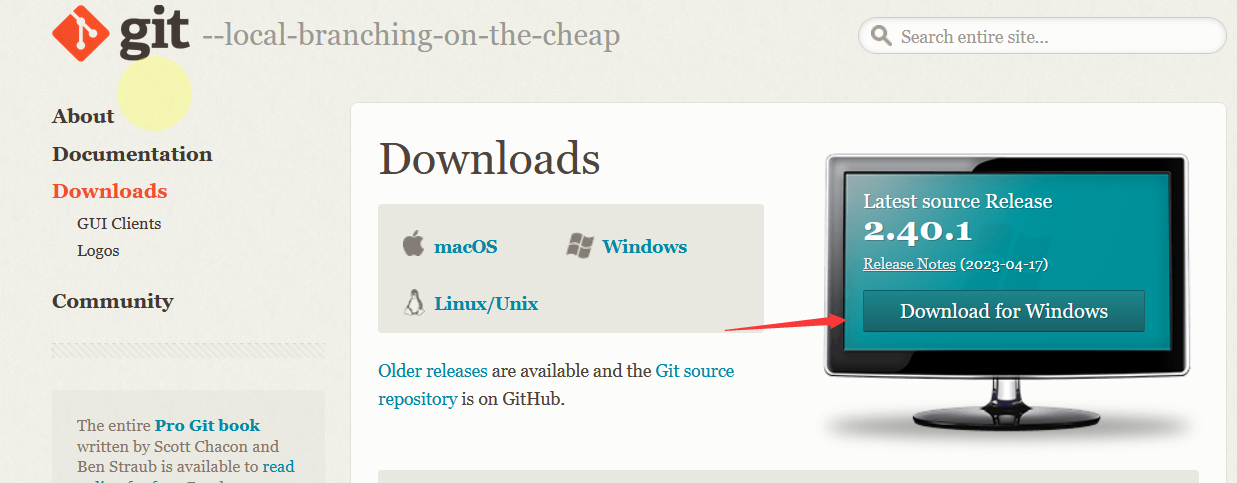 git --local-branching-on-the-cheap
Search entire site...
About
Documentation
Downloads
GUI Clients
Logos
Community
The entire Pro Git book
written by Scott Chacon and
Ben Straub is available to read
Downloads
macOS
Windows
Linux/Unix
Older releases are available and the Git source
repository is on GitHub.
Latest source Release
2.40.1
Release Notes (2023-04-17)
Download for Windows